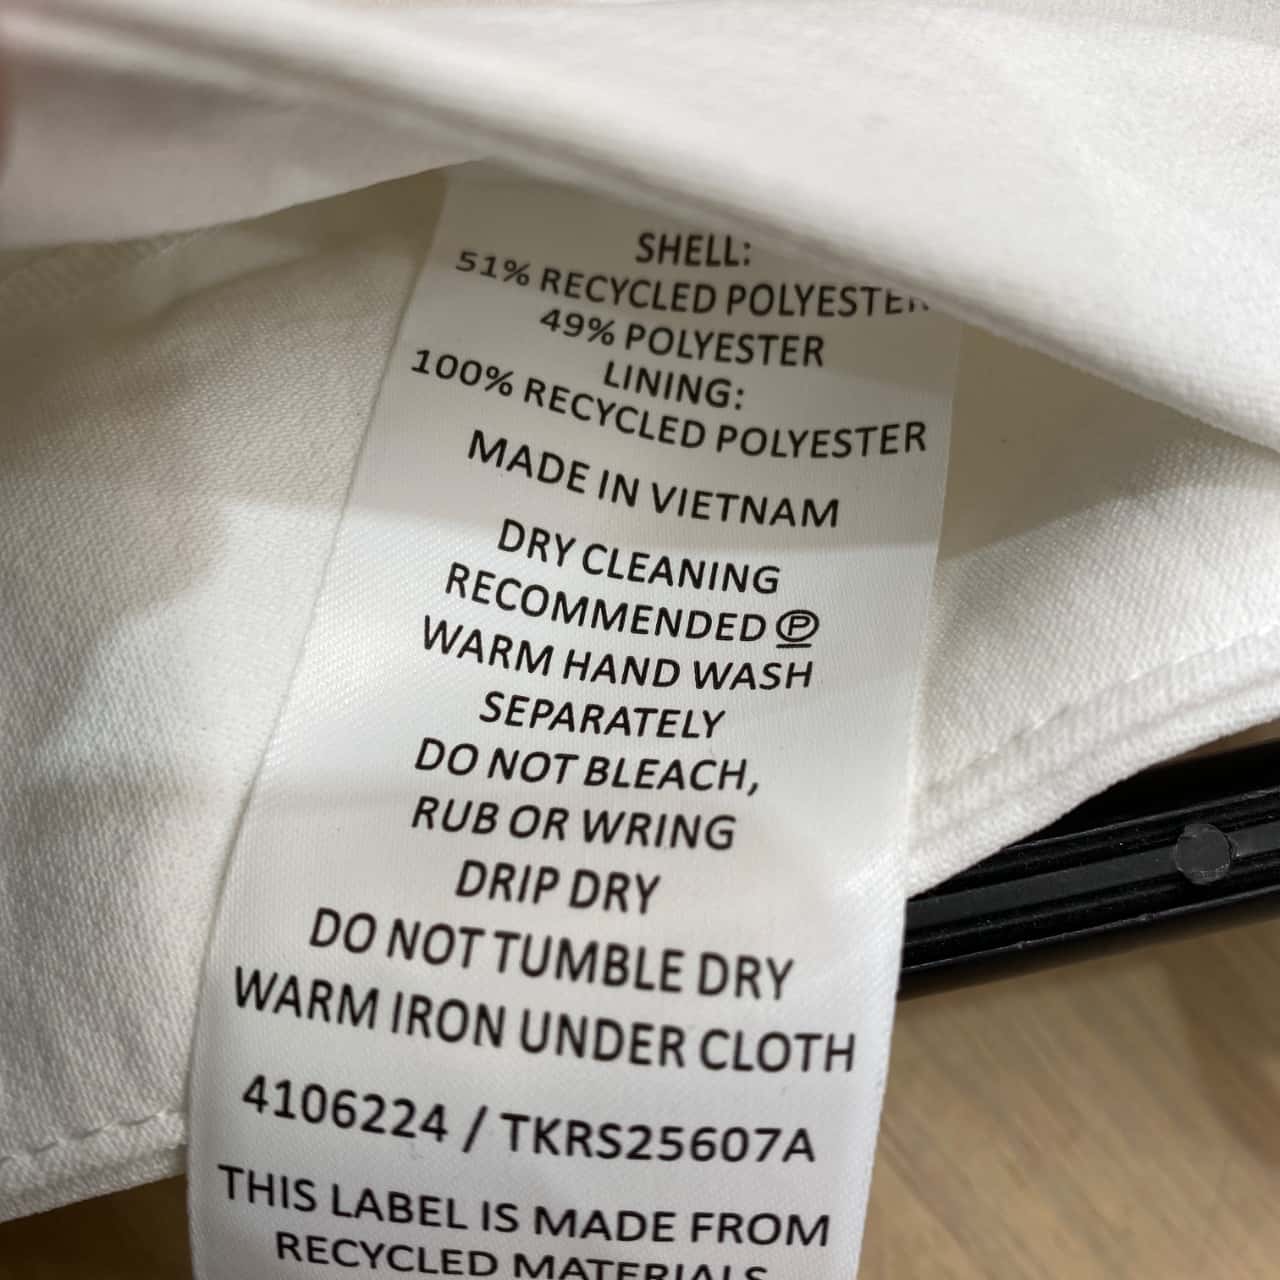 SHELL:
51% RECYCLED POLYESTER
49% POLYESTER
LINING:
100% RECYCLED POLYESTER
MADE IN VIETNAM
DRY CLEANING
RECOMMENDED Ⓟ
WARM HAND WASH
SEPARATELY
DO NOT BLEACH,
RUB OR WRING
DRIP DRY
DO NOT TUMBLE DRY
WARM IRON UNDER CLOTH
4106224 / TKRS25607A
THIS LABEL IS MADE FROM
RECYCLED MATERIALS